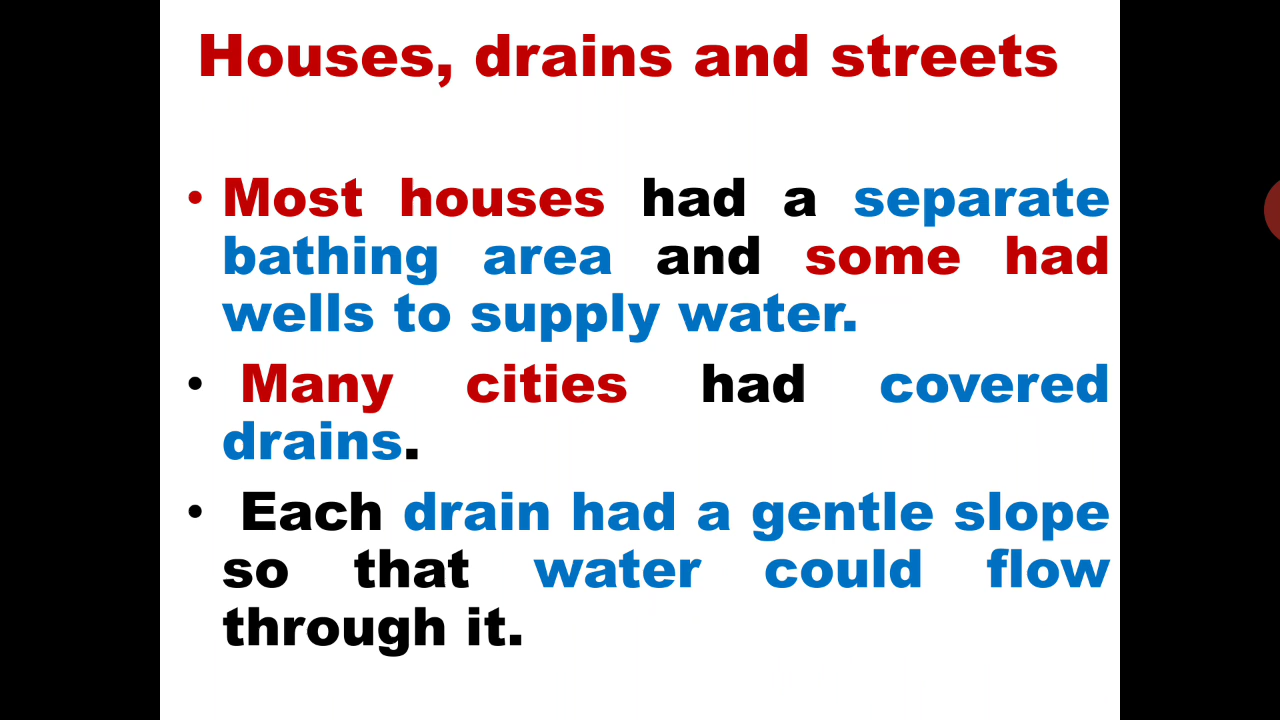 Houses, drains and streets
• Most houses had a separate
bathing area and some had
wells to supply water.
• Many cities had covered
drains.
• Each drain had a gentle slope
so that water could flow
through it.